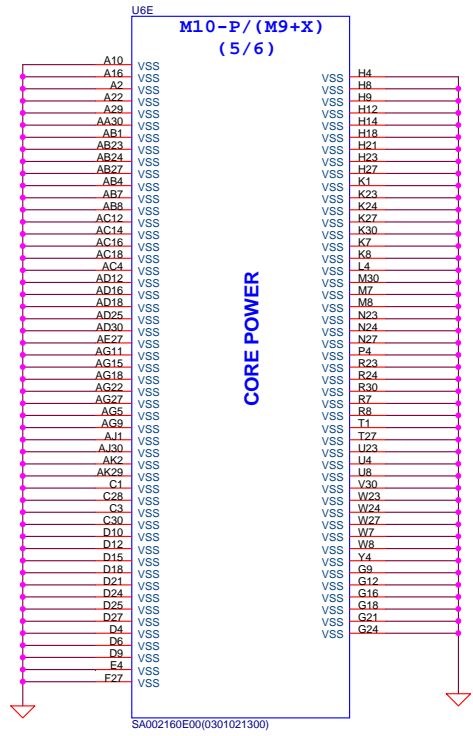 U6E
M10-P/(M9+X)
(5/6)
A10 VSS
A16 VSS VSS H4
A2 VSS VSS H8
A22 VSS VSS H9
A29 VSS VSS H12
AA30 VSS VSS H14
AB1 VSS VSS H18
AB23 VSS VSS H21
AB24 VSS VSS H23
AB27 VSS VSS H27
AB4 VSS VSS K1
AB7 VSS VSS K23
AB8 VSS VSS K24
AC12 VSS VSS K27
AC14 VSS VSS K30
AC16 VSS VSS K7
AC18 VSS VSS K8
AC4 VSS VSS L4
AD12 VSS VSS M30
AD16 VSS VSS M7
AD18 VSS VSS M8
AD25 VSS VSS N23
AD30 VSS VSS N24
AE27 VSS VSS N27
AG11 VSS VSS P4
AG15 VSS VSS R23
AG18 VSS VSS R24
AG22 VSS VSS R30
AG27 VSS VSS R7
AG5 VSS VSS R8
AG9 VSS VSS T1
AJ1 VSS VSS T27
AJ30 VSS VSS U23
AK2 VSS VSS U4
AK29 VSS VSS U8
C1 VSS VSS V30
C28 VSS VSS W23
C3 VSS VSS W24
C30 VSS VSS W27
D10 VSS VSS W7
D12 VSS VSS W8
D15 VSS VSS Y4
D18 VSS VSS G9
D21 VSS VSS G12
D24 VSS VSS G16
D25 VSS VSS G18
D27 VSS VSS G21
D4 VSS VSS G24
D6 VSS
D9 VSS
E4 VSS
F27 VSS
CORE POWER
SA002160E00(0301021300)